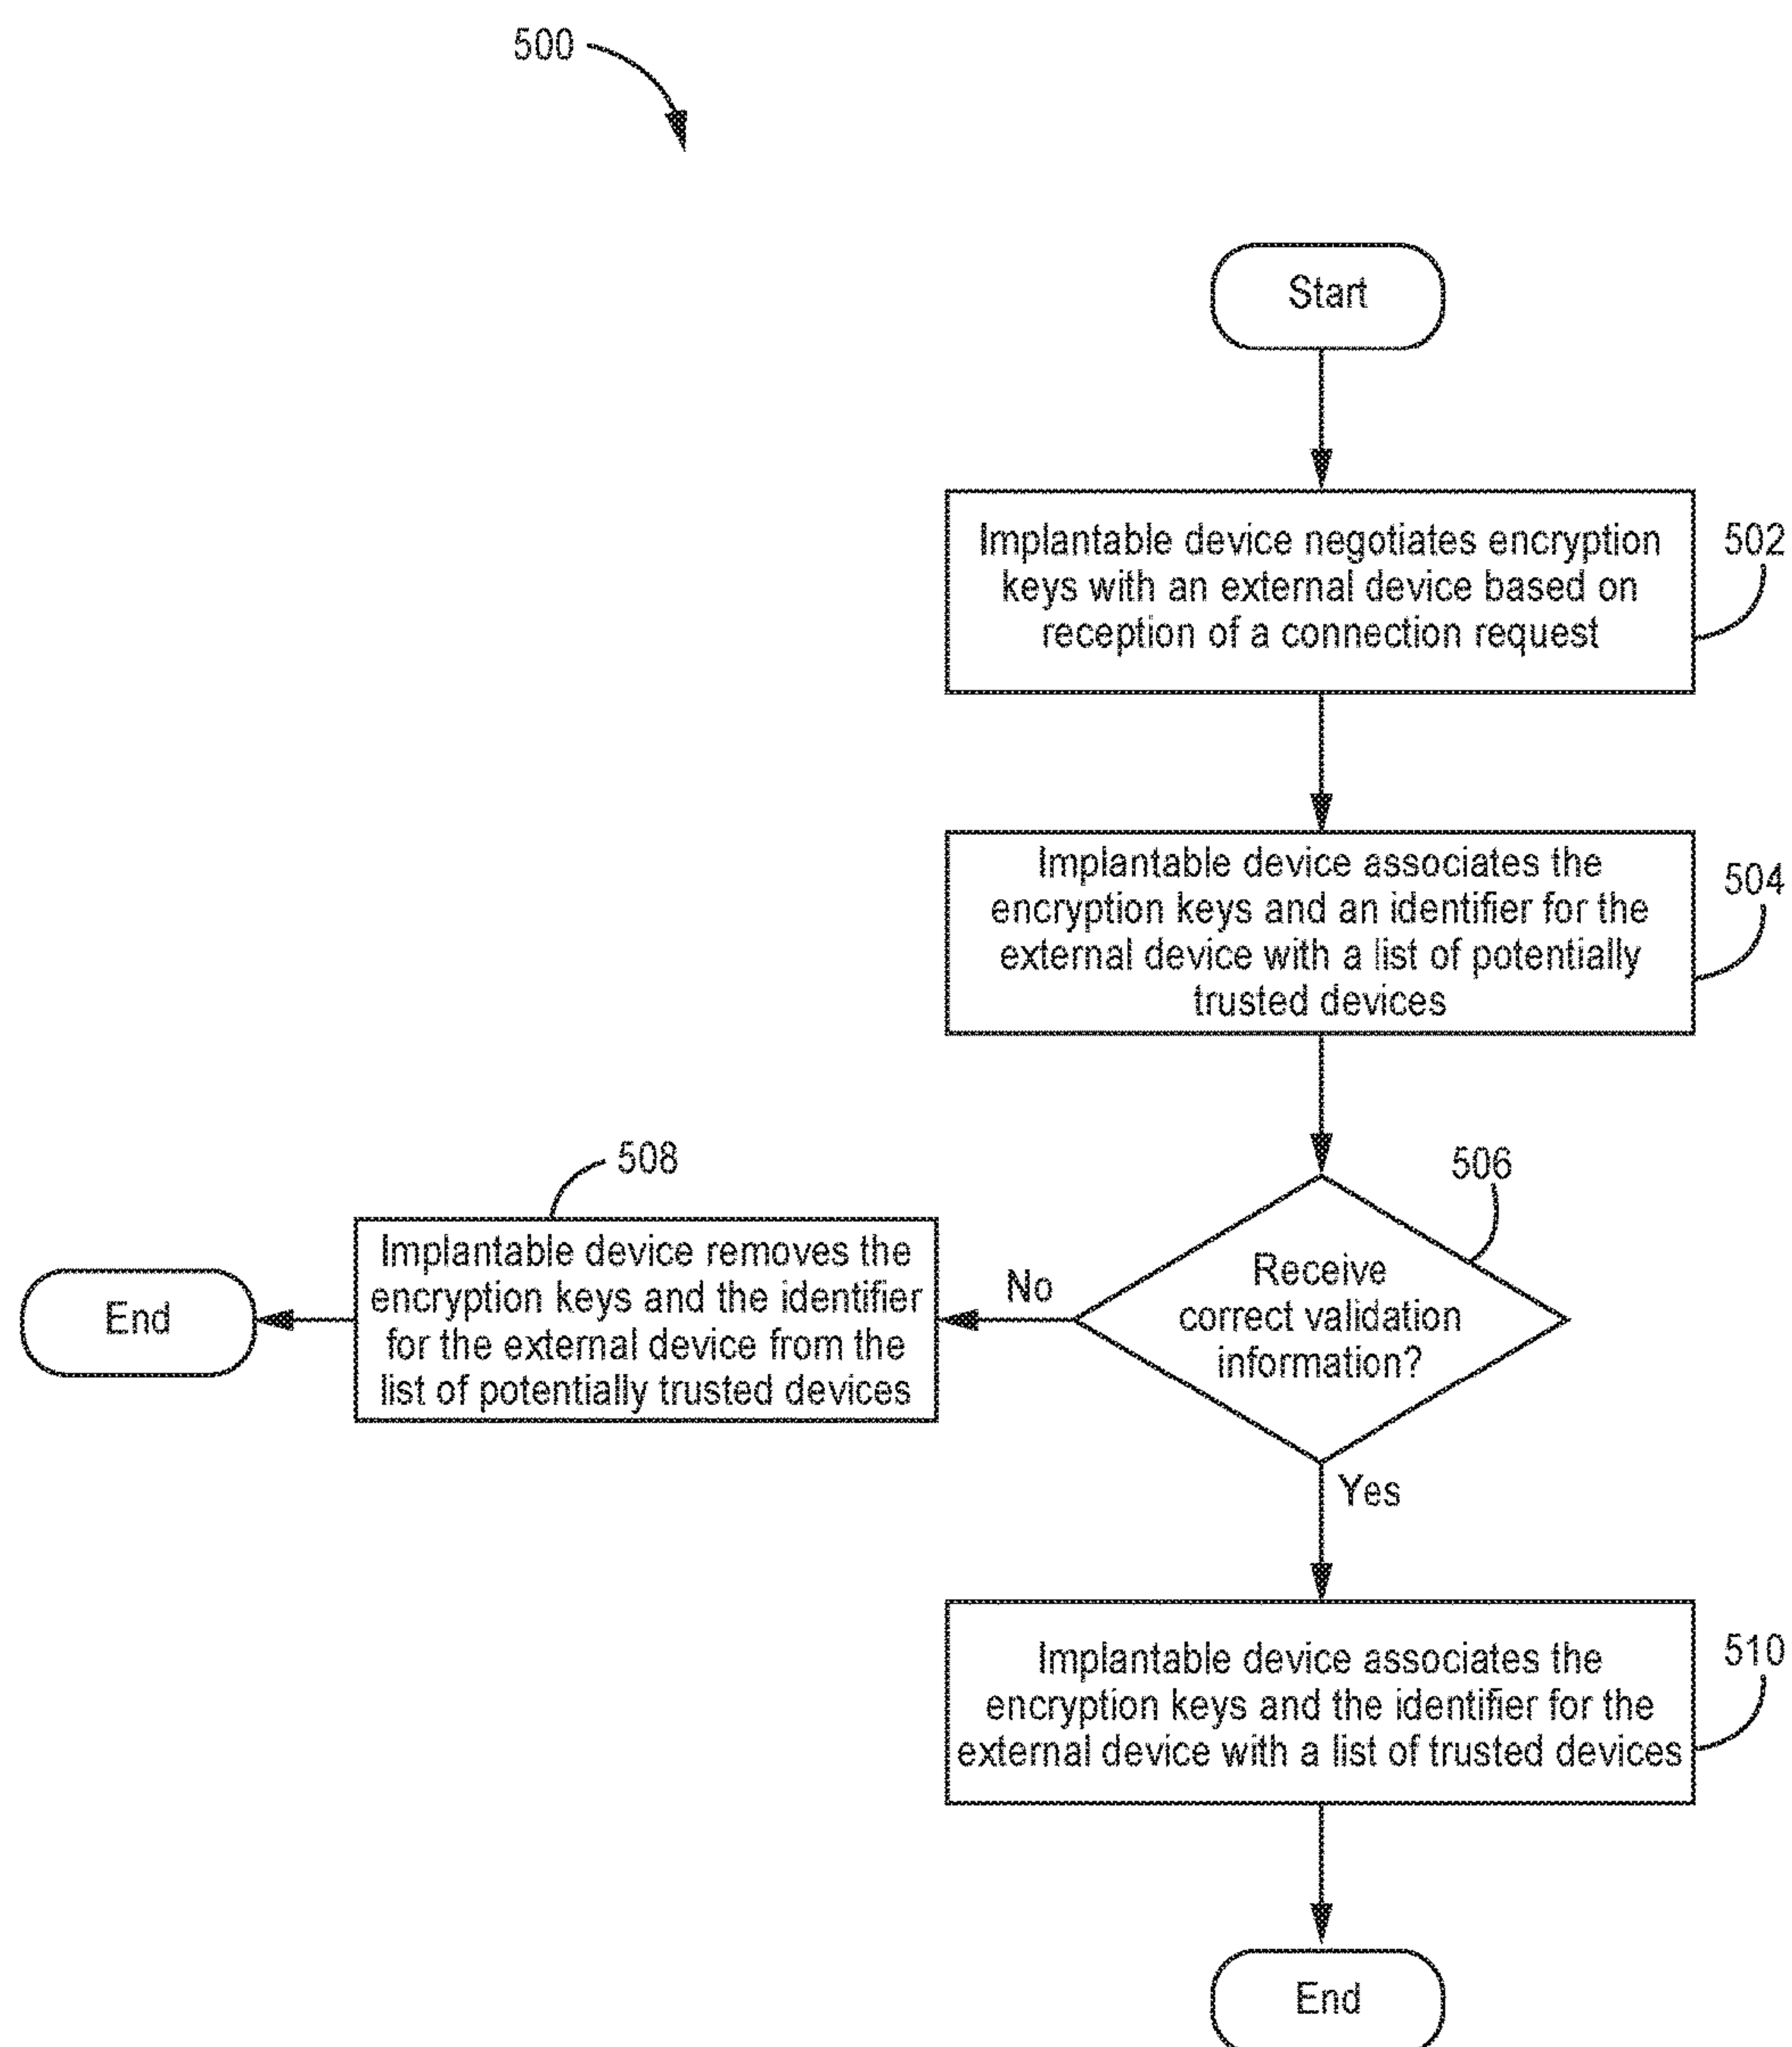 500
Start
Implantable device negotiates encryption
keys with an external device based on
reception of a connection request
502
Implantable device associates the
encryption keys and an identifier for the
external device with a list of potentially
trusted devices
504
508
506
Implantable device removes the
encryption keys and the identifier
for the external device from the
list of potentially trusted devices
End
No
Receive
correct validation
information?
Yes
Implantable device associates the
encryption keys and the identifier for the
external device with a list of trusted devices
510
End